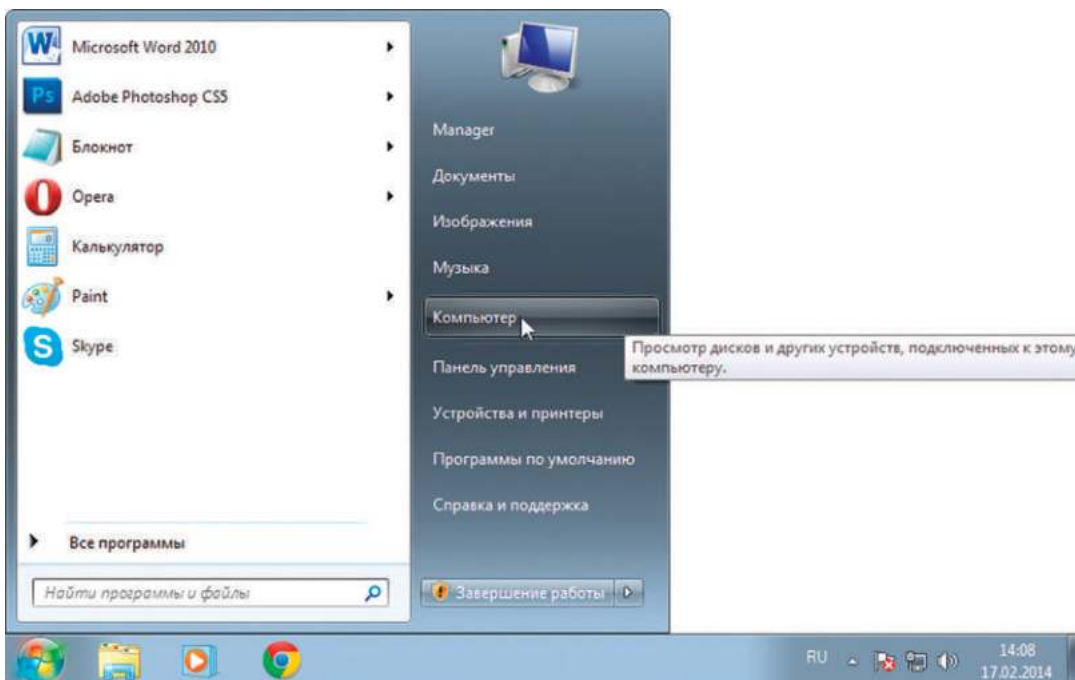 Microsoft Word 2010
Adobe Photoshop CS5
Блокнот
Opera
Калькулятор
Paint
Skype
Все программы
Найти программы и файлы
Manager
Документы
Изображения
Музыка
Компьютер
Панель управления
Устройства и принтеры
Программы по умолчанию
Справка и поддержка
Завершение работы
Просмотр дисков и других устройств, подключенных к этому
компьютеру.
RU
14:08
17.02.2014